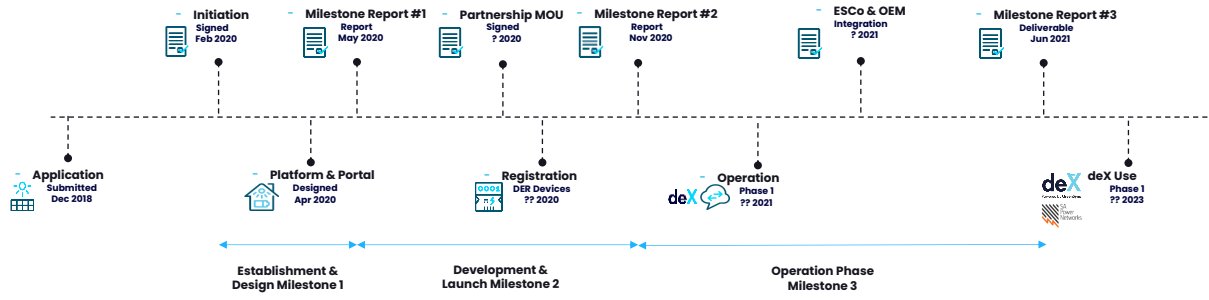 Initiation
Signed
Feb 2020
Milestone Report #1
Report
May 2020
Partnership MOU
Signed
? 2020
Milestone Report #2
Report
Nov 2020
ESCo & OEM
Integration
? 2021
Milestone Report #3
Deliverable
Jun 2021
Application
Submitted
Dec 2018
Platform & Portal
Designed
Apr 2020
Registration
DER Devices
?? 2020
deX
Operation
Phase 1
?? 2021
deX
SA
Power
Networks
deX Use
Phase 1
?? 2023
Establishment &
Design Milestone 1
Development &
Launch Milestone 2
Operation Phase
Milestone 3